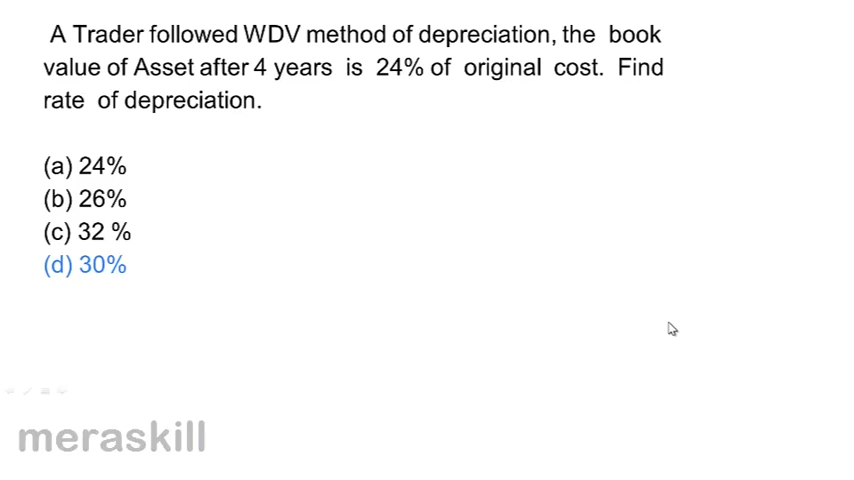 A Trader followed WDV method of depreciation, the book
value of Asset after 4 years is 24% of original cost. Find
rate of depreciation.
(a) 24%
(b) 26%
(c) 32 %
(d) 30%
meraskill